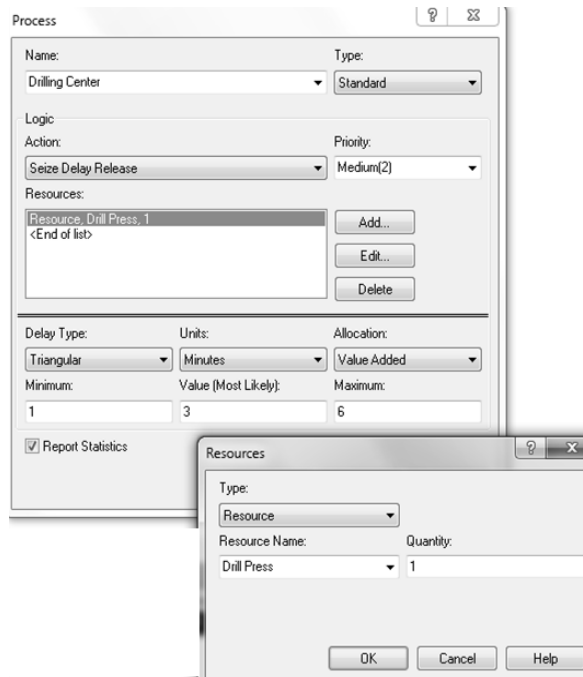 Process
Name: Type:
Drilling Center Standard
Logic
Action: Priority:
Seize Delay Release Medium(2)
Resources:
Resource, Drill Press, 1 Add...
<End of list>
Edit...
Delete
Delay Type: Units: Allocation:
Triangular Minutes Value Added
Minimum: Value (Most Likely): Maximum:
1 3 6
Report Statistics
Resources
Type:
Resource
Resource Name: Quantity:
Drill Press 1
OK Cancel Help